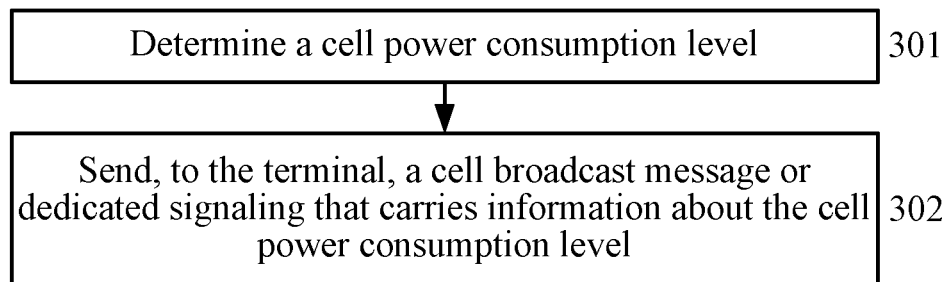 Determine a cell power consumption level 301
Send, to the terminal, a cell broadcast message or
dedicated signaling that carries information about the cell 302
power consumption level